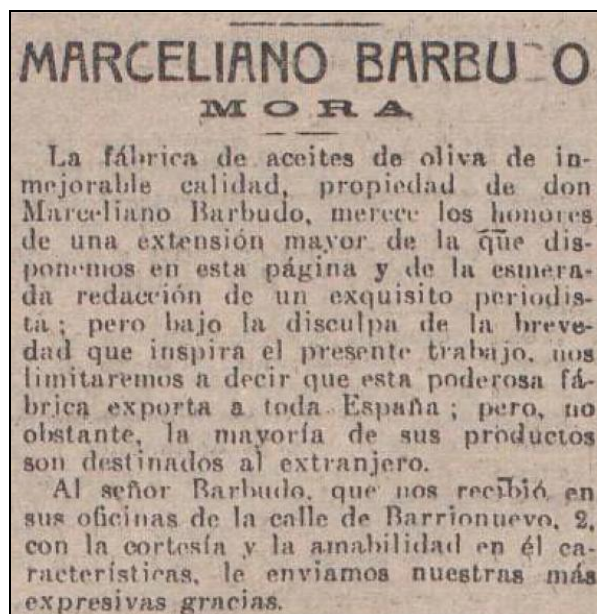 MARCELIANO BARBUDO
MORA
La fábrica de aceites de oliva de in-
mejorable calidad, propiedad de don
Marceliano Barbudo, merece los honores
de una extensión mayor de la que dis-
ponemos en esta página y de la esmera-
da redacción de un exquisito periodis-
ta; pero bajo la disculpa de la breve-
dad que inspira el presente trabajo, nos
limitaremos a decir que esta poderosa fá-
brica exporta a toda España; pero, no
obstante, la mayoría de sus productos
son destinados al extranjero.
Al señor Barbudo, que nos recibió en
sus oficinas de la calle de Barrionuevo, 2,
con la cortesía y la amabilidad en él ca-
racterísticas, le enviamos nuestras más
expresivas gracias.